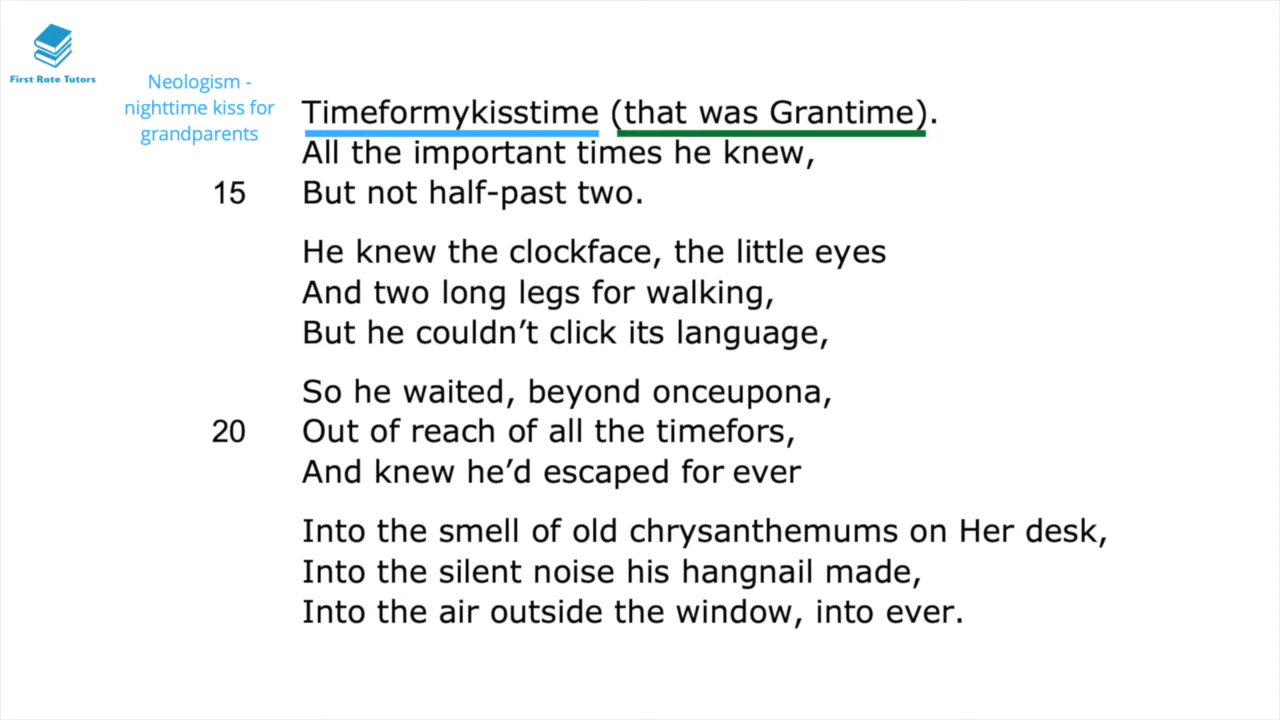 First Rate Tutors
Neologism -
nighttime kiss for
grandparents
Timeformykisstime (that was Grantime).
All the important times he knew,
15 But not half-past two.
He knew the clockface, the little eyes
And two long legs for walking,
But he couldn’t click its language,
So he waited, beyond onceupona,
20 Out of reach of all the timefors,
And knew he’d escaped for ever
Into the smell of old chrysanthemums on Her desk,
Into the silent noise his hangnail made,
Into the air outside the window, into ever.